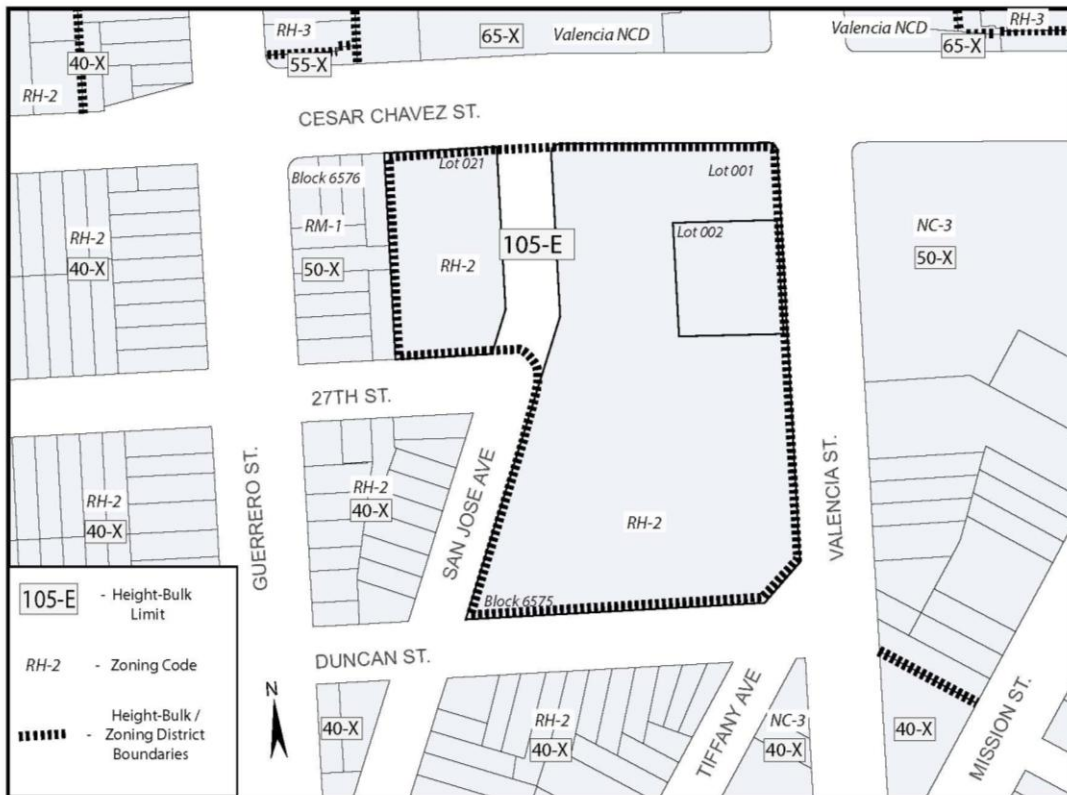 RH-3
65-X
Valencia NCD
Valencia NCD
RH-3
40-X
55-X
65-X
RH-2
CESAR CHAVEZ ST.
Lot 021
Lot 001
Block 6576
RM-1
50-X
RH-2
40-X
105-E
RH-2
Lot 002
NC-3
50-X
27TH ST.
GUERRERO ST.
SAN JOSE AVE
VALENCIA ST.
RH-2
40-X
RH-2
40-X
RH-2
Block 6575
DUNCAN ST.
TIFFANY AVE
MISSION ST.
40-X
RH-2
40-X
NC-3
40-X
40-X
105-E - Height-Bulk
Limit
RH-2 - Zoning Code
Height-Bulk /
- Zoning District
Boundaries
N